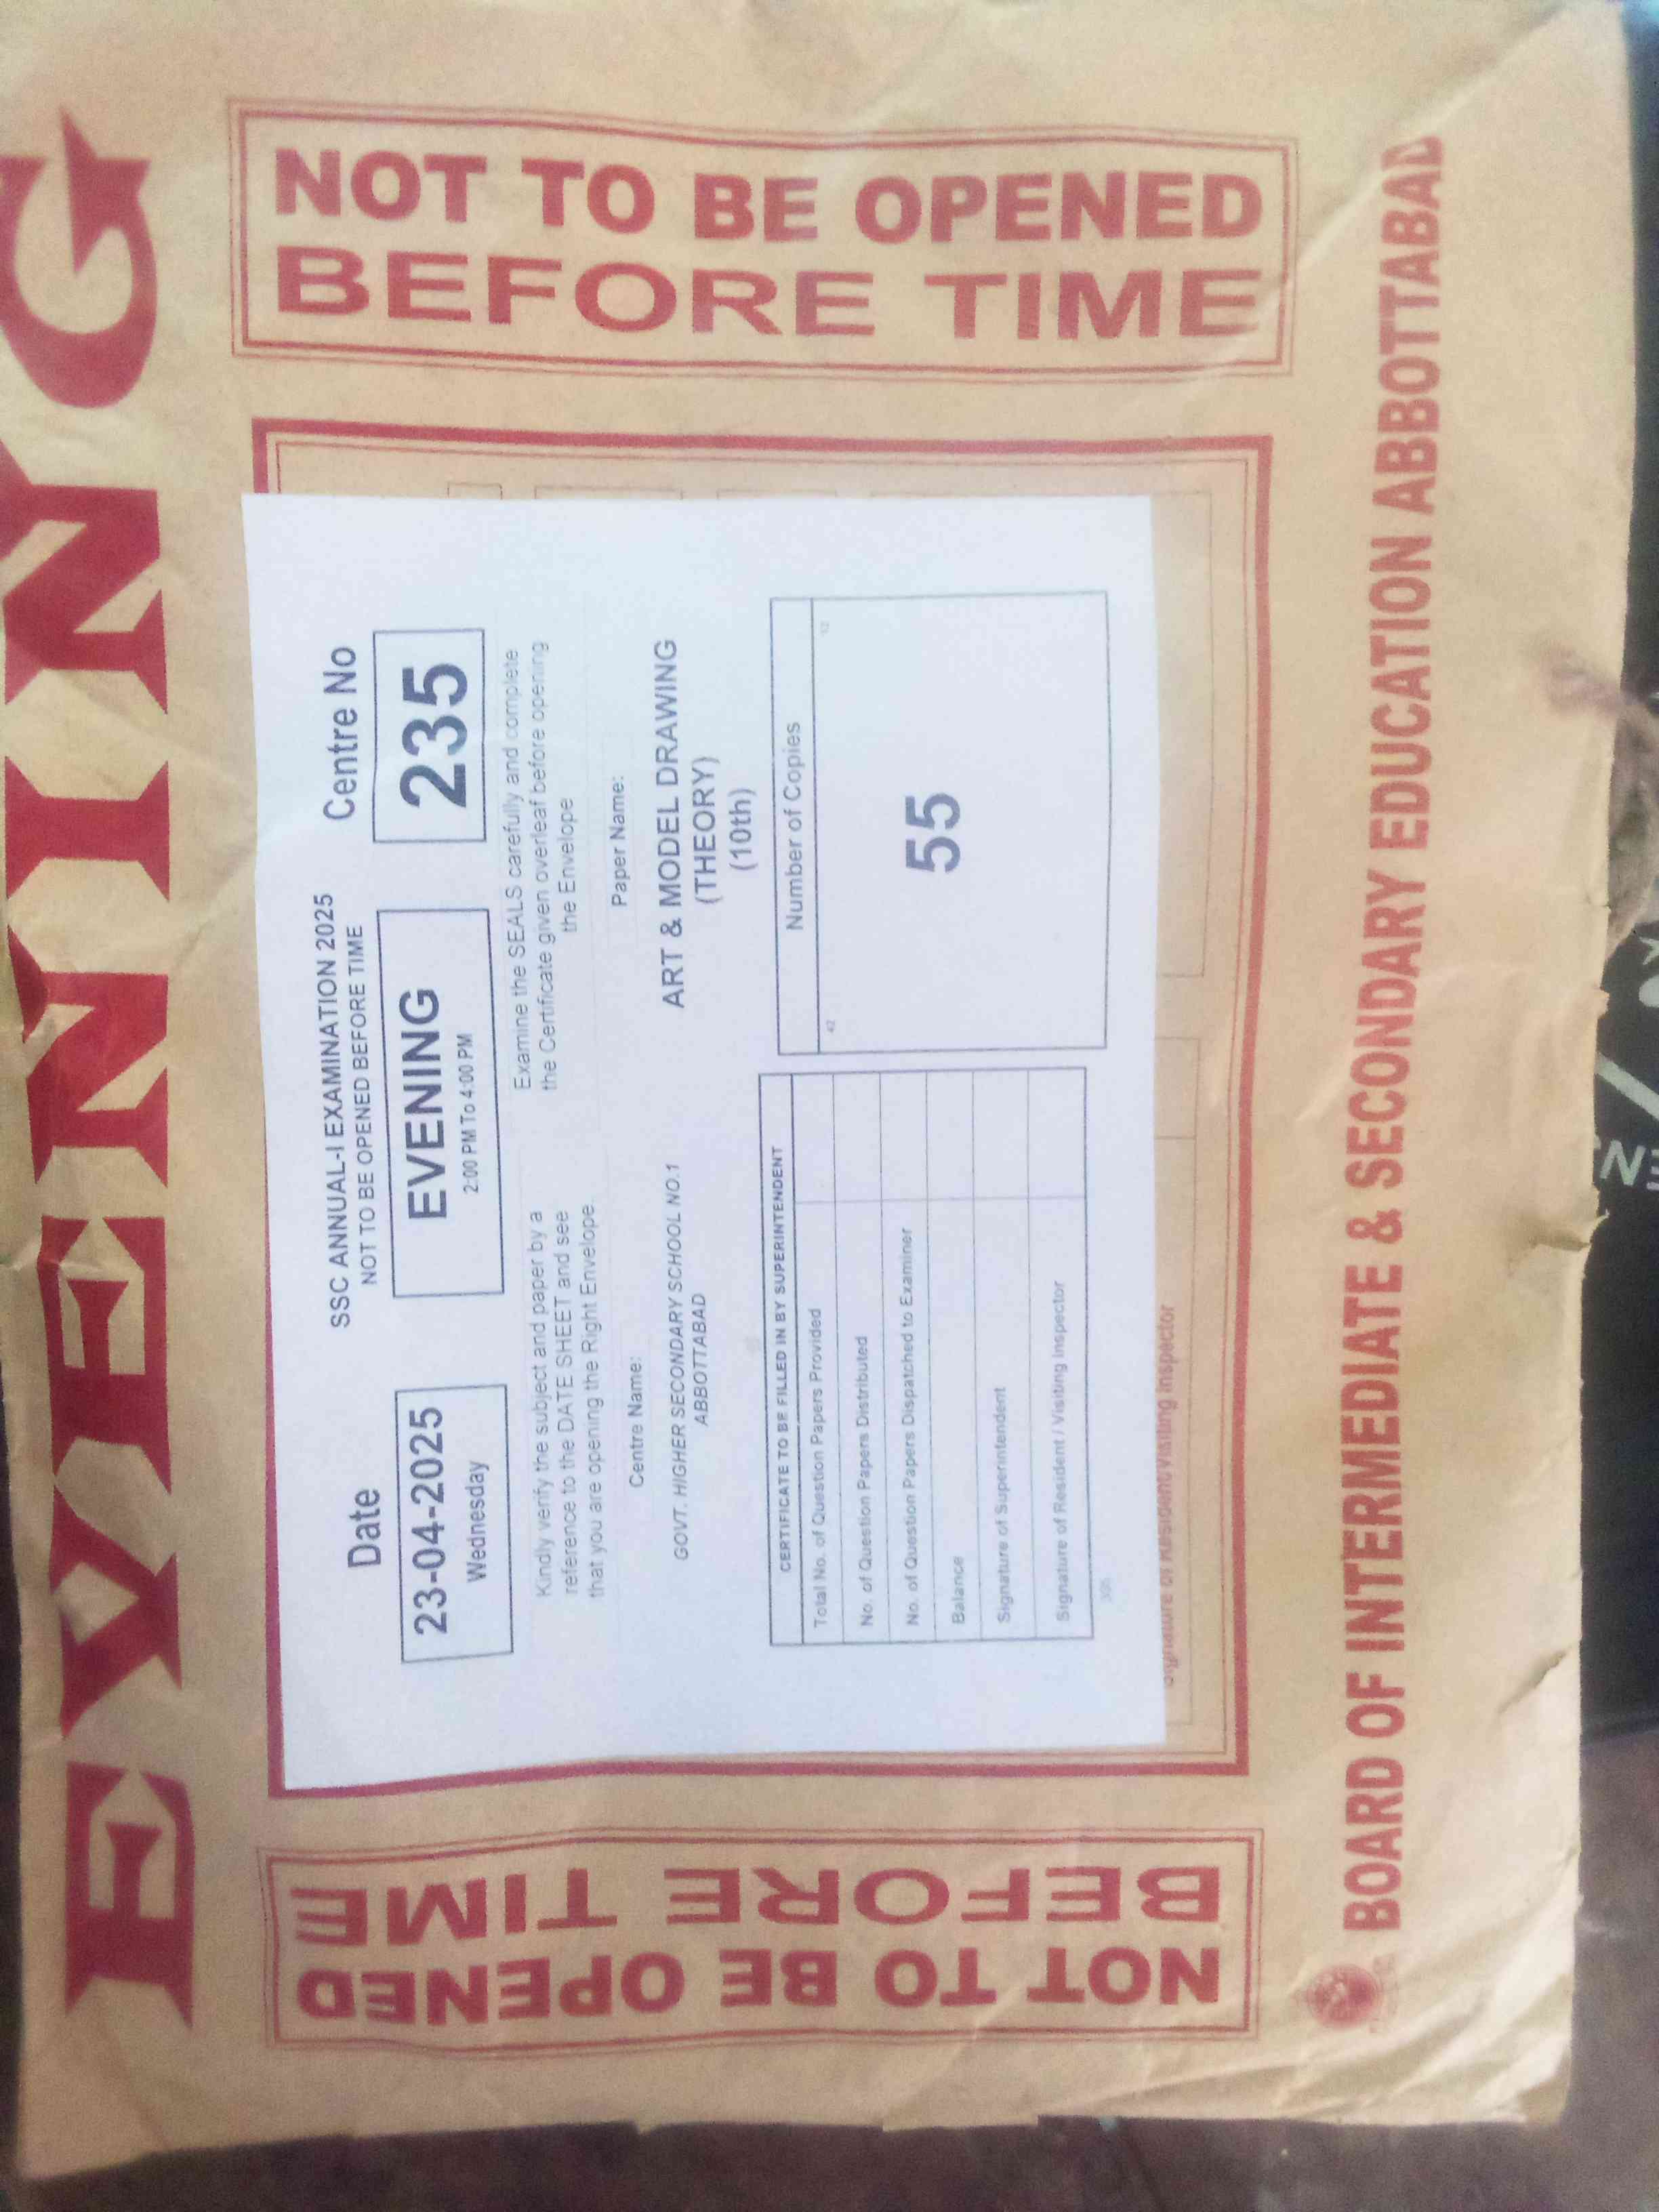 EVENING
NOT TO BE OPENED
BEFORE TIME
NOT TO BE OPENED
BEFORE TIME
SSC ANNUAL-I EXAMINATION 2025
NOT TO BE OPENED BEFORE TIME
Date
23-04-2025
Wednesday
EVENING
2:00 PM To 4:00 PM
Centre No
235
Kindly verify the subject and paper by a
reference to the DATE SHEET and see
that you are opening the Right Envelope
Examine the SEALS carefully and complete
the Certificate given overleaf before opening
the Envelope
Centre Name:
GOVT. HIGHER SECONDARY SCHOOL NO.1
ABBOTTABAD
Paper Name:
ART & MODEL DRAWING
(THEORY)
(10th)
CERTIFICATE TO BE FILLED IN BY SUPERINTENDENT
Total No. of Question Papers Provided
No. of Question Papers Distributed
No. of Question Papers Dispatched to Examiner
Balance
Signature of Superintendent
Signature of Resident / Visiting Inspector
Number of Copies
42
55
Signature of Resident/Visiting Inspector
BOARD OF INTERMEDIATE & SECONDARY EDUCATION ABBOTTABAD